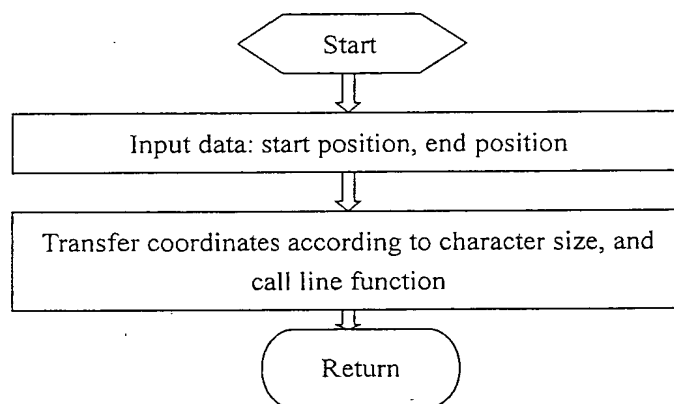 Start
Input data: start position, end position
Transfer coordinates according to character size, and
call line function
Return